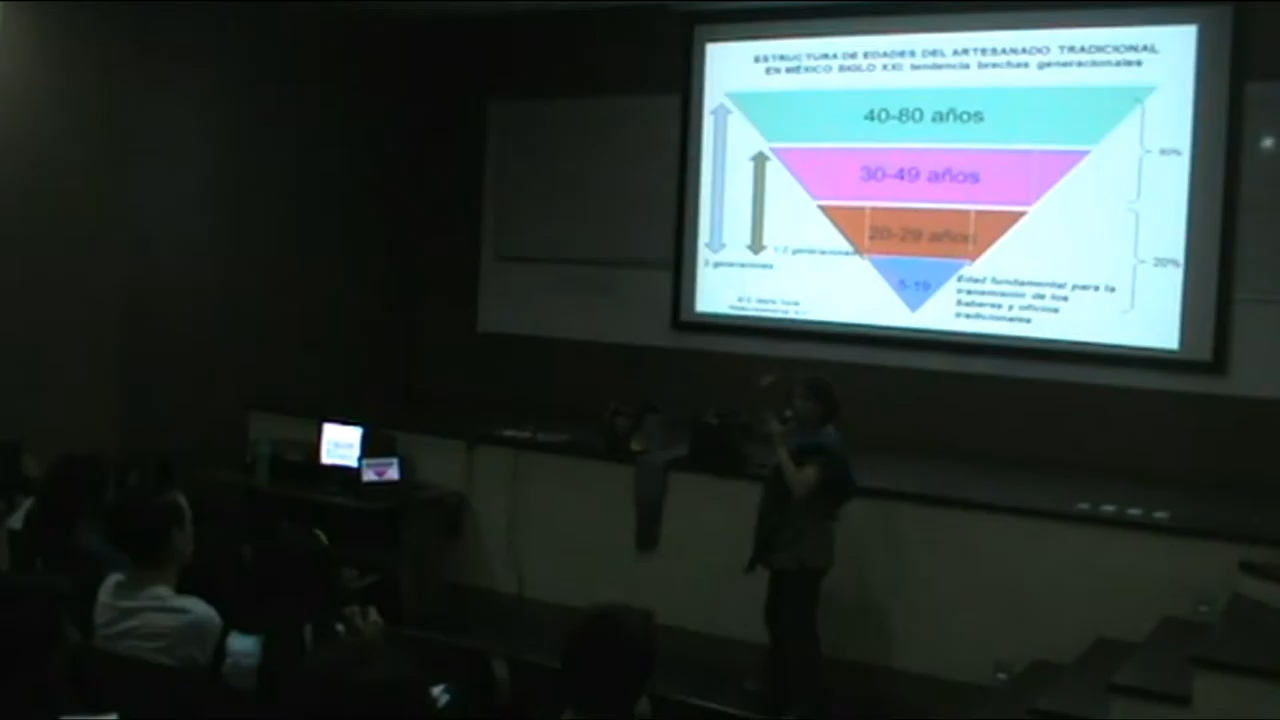 ESTRUCTURA DE EDADES DEL ARTESANADO TRADICIONAL
EN MÉXICO SIGLO XXI: tendencia brechas generacionales
40-80 años
30-49 años
20-29 años
5-19
1-2 generaciones
3 generaciones
20%
Edad fundamental para la
transmisión de los
Saberes y oficios
tradicionales